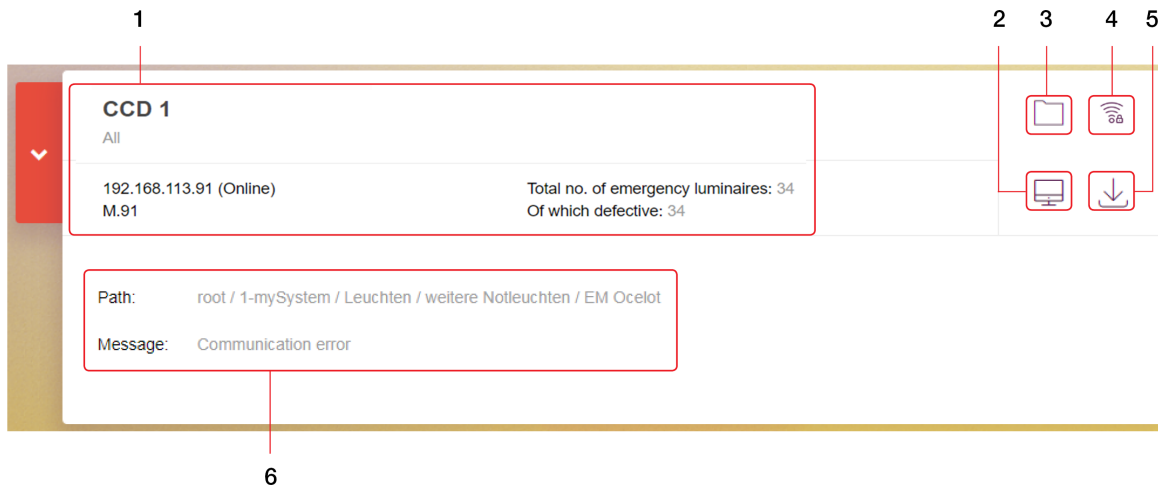 1 2 3 4 5
CCD 1
All
192.168.113.91 (Online) Total no. of emergency luminaires: 34
M.91 Of which defective: 34
Path: root / 1-mySystem / Leuchten / weitere Notleuchten / EM Ocelot
Message: Communication error
6